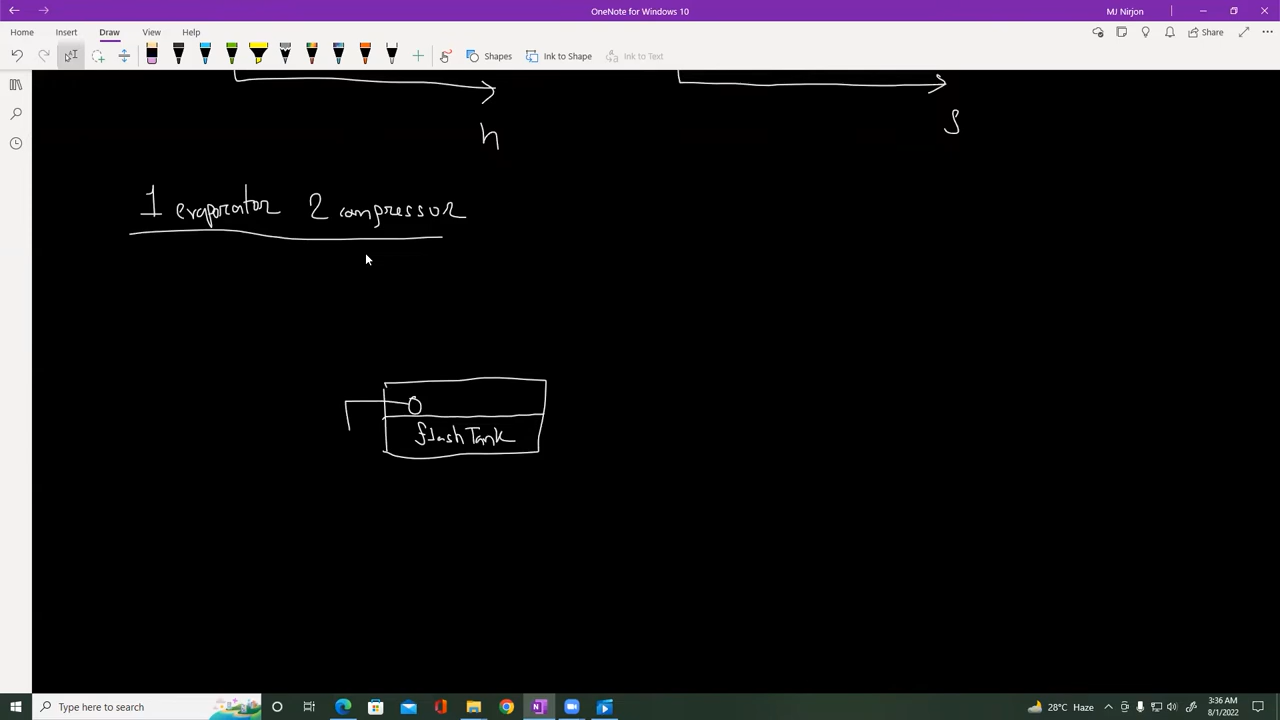 OneNote for Windows 10
MJ Nirjon
Home Insert Draw View Help
Share
Shapes Ink to Shape Ink to Text
h
s
1 evaporator 2 compressor
flash Tank
Type here to search
28°C Haze
3:36 AM
8/1/2022